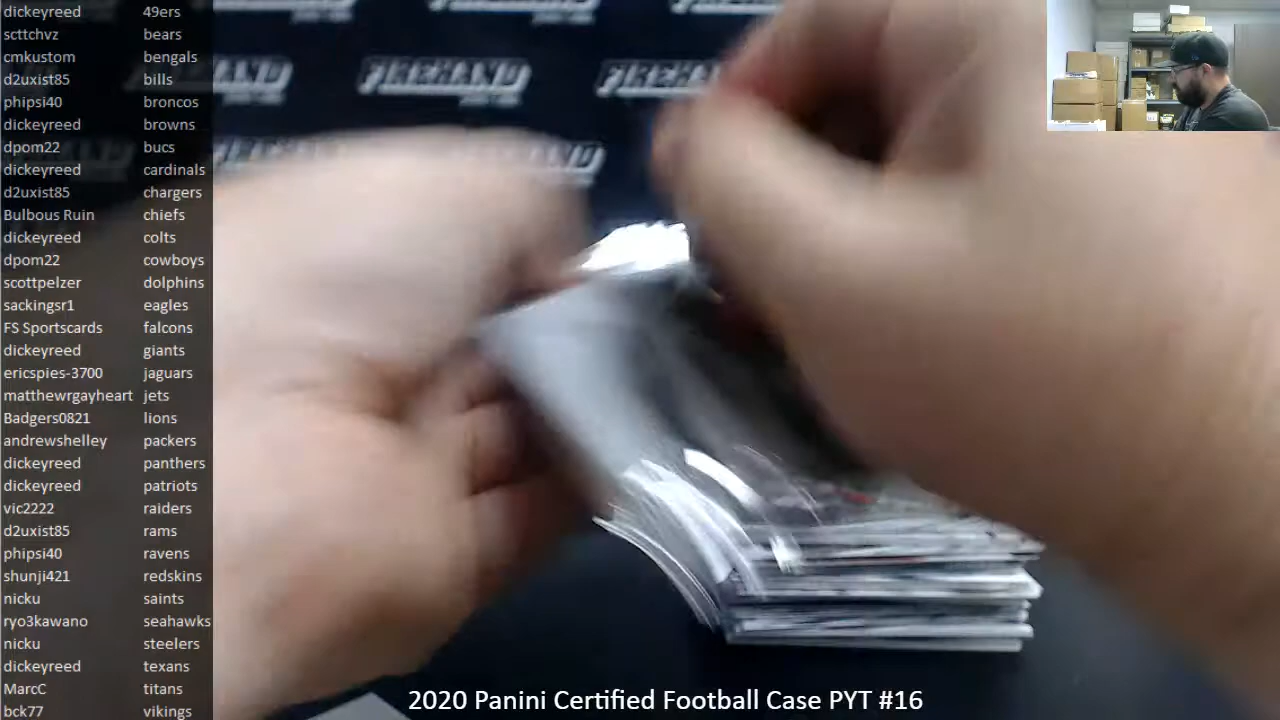 dickeyreed 49ers
scttchvz bears
cmkustom bengals
d2uxist85 bills
phipsi40 broncos
dickeyreed browns
dpom22 bucs
dickeyreed cardinals
d2uxist85 chargers
Bulbous Ruin chiefs
dickeyreed colts
dpom22 cowboys
scottpelzer dolphins
sackingsr1 eagles
FS Sportscards falcons
dickeyreed giants
ericspies-3700 jaguars
matthewrgayheart jets
Badgers0821 lions
andrewshelley packers
dickeyreed panthers
dickeyreed patriots
vic2222 raiders
d2uxist85 rams
phipsi40 ravens
shunji421 redskins
nicku saints
ryo3kawano seahawks
nicku steelers
dickeyreed texans
MarcC titans
bck77 vikings
FIREHAND
2020 Panini Certified Football Case PYT #16